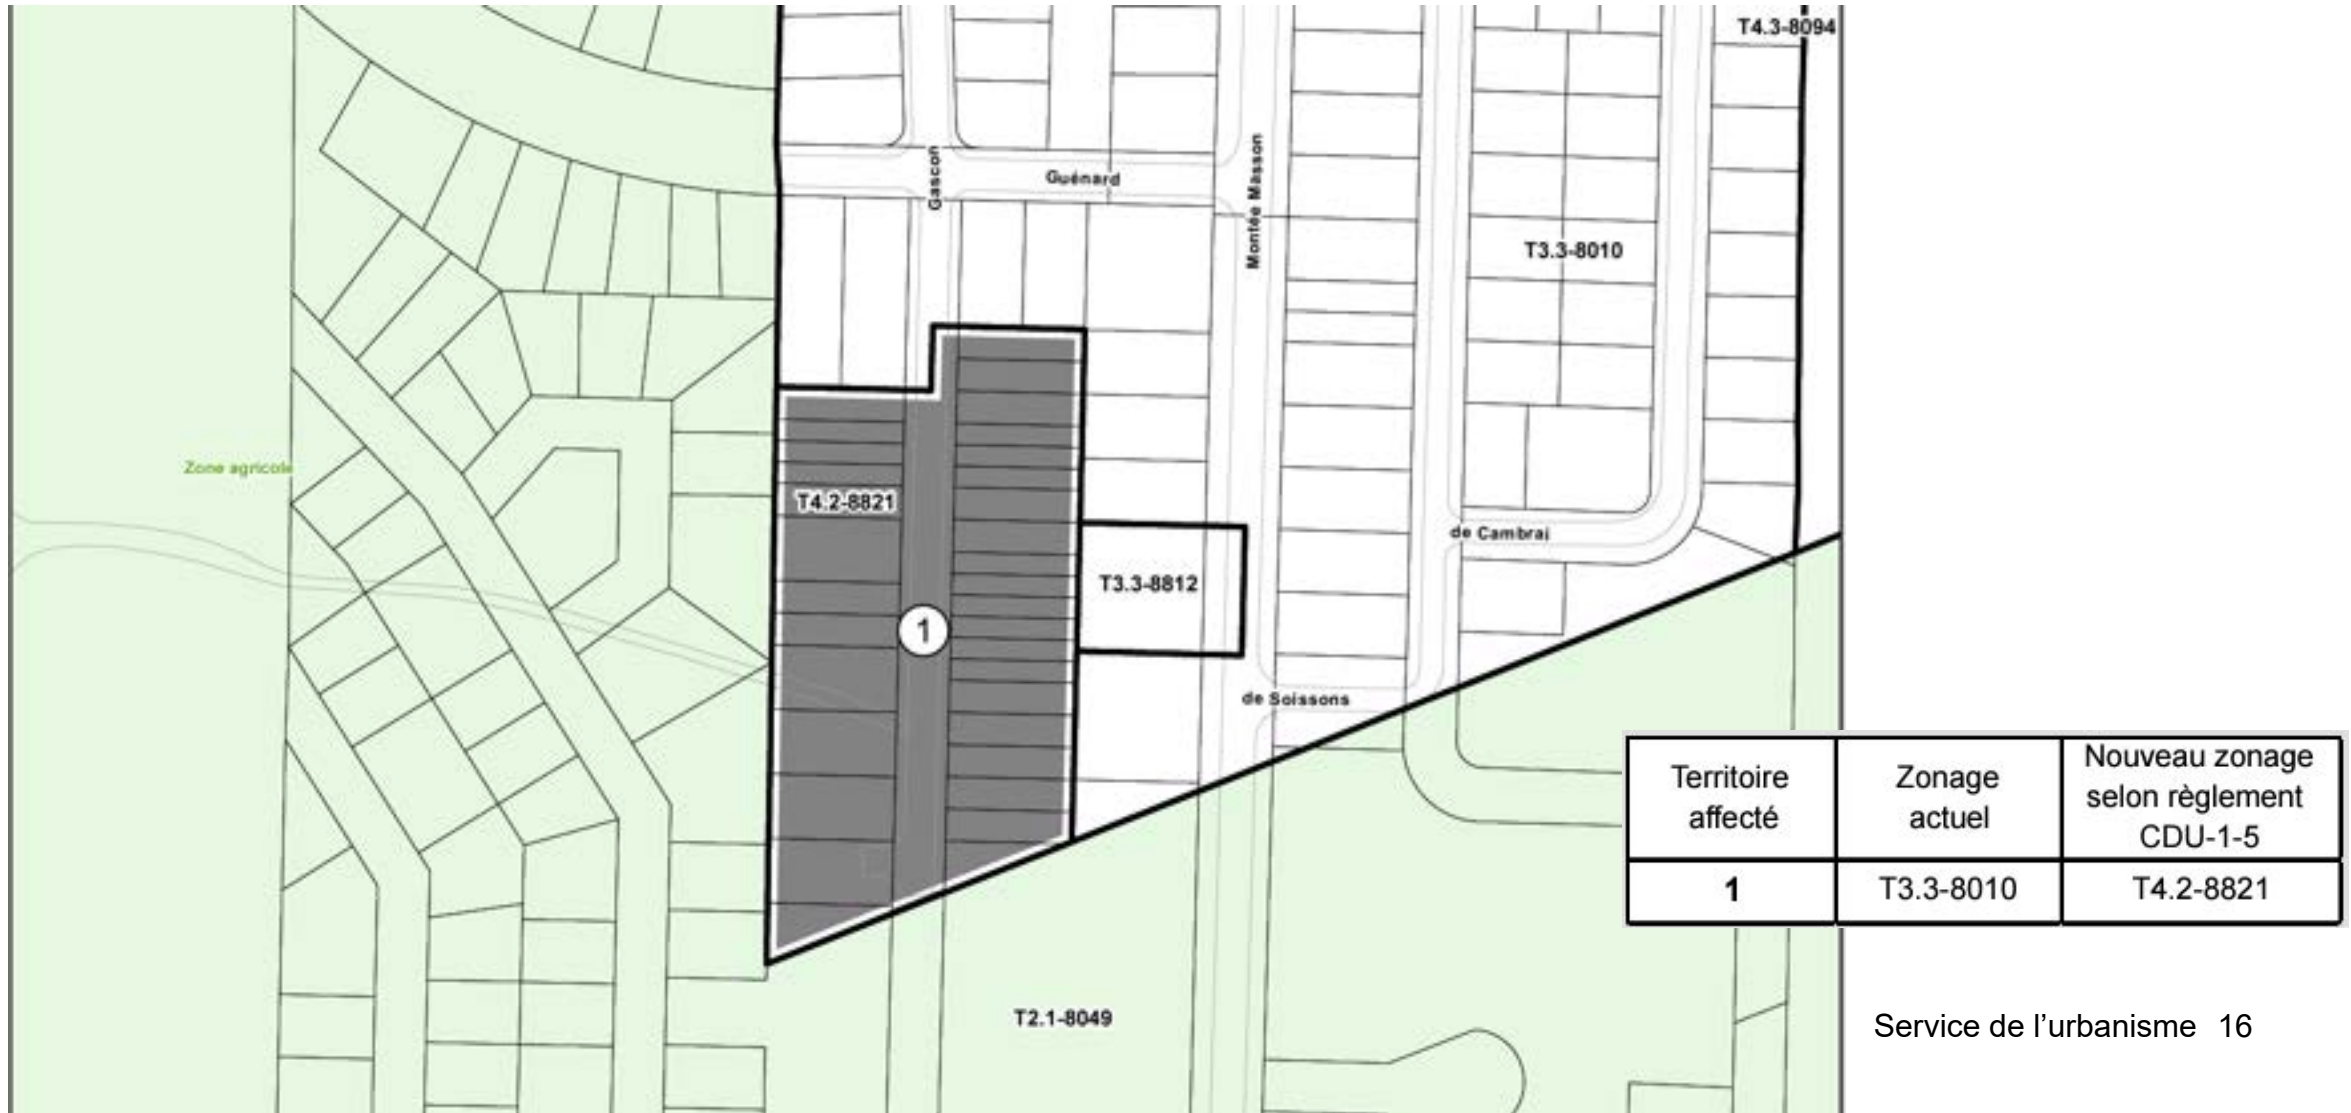 T4.3-8094
Gascon
Guénard
Montée Masson
T3.3-8010
Zone agricole
T4.2-8821
de Cambrai
T3.3-8812
1
de Soissons
Territoire
affecté
Zonage
actuel
Nouveau zonage
selon règlement
CDU-1-5
1
T3.3-8010
T4.2-8821
T2.1-8049
Service de l’urbanisme 16